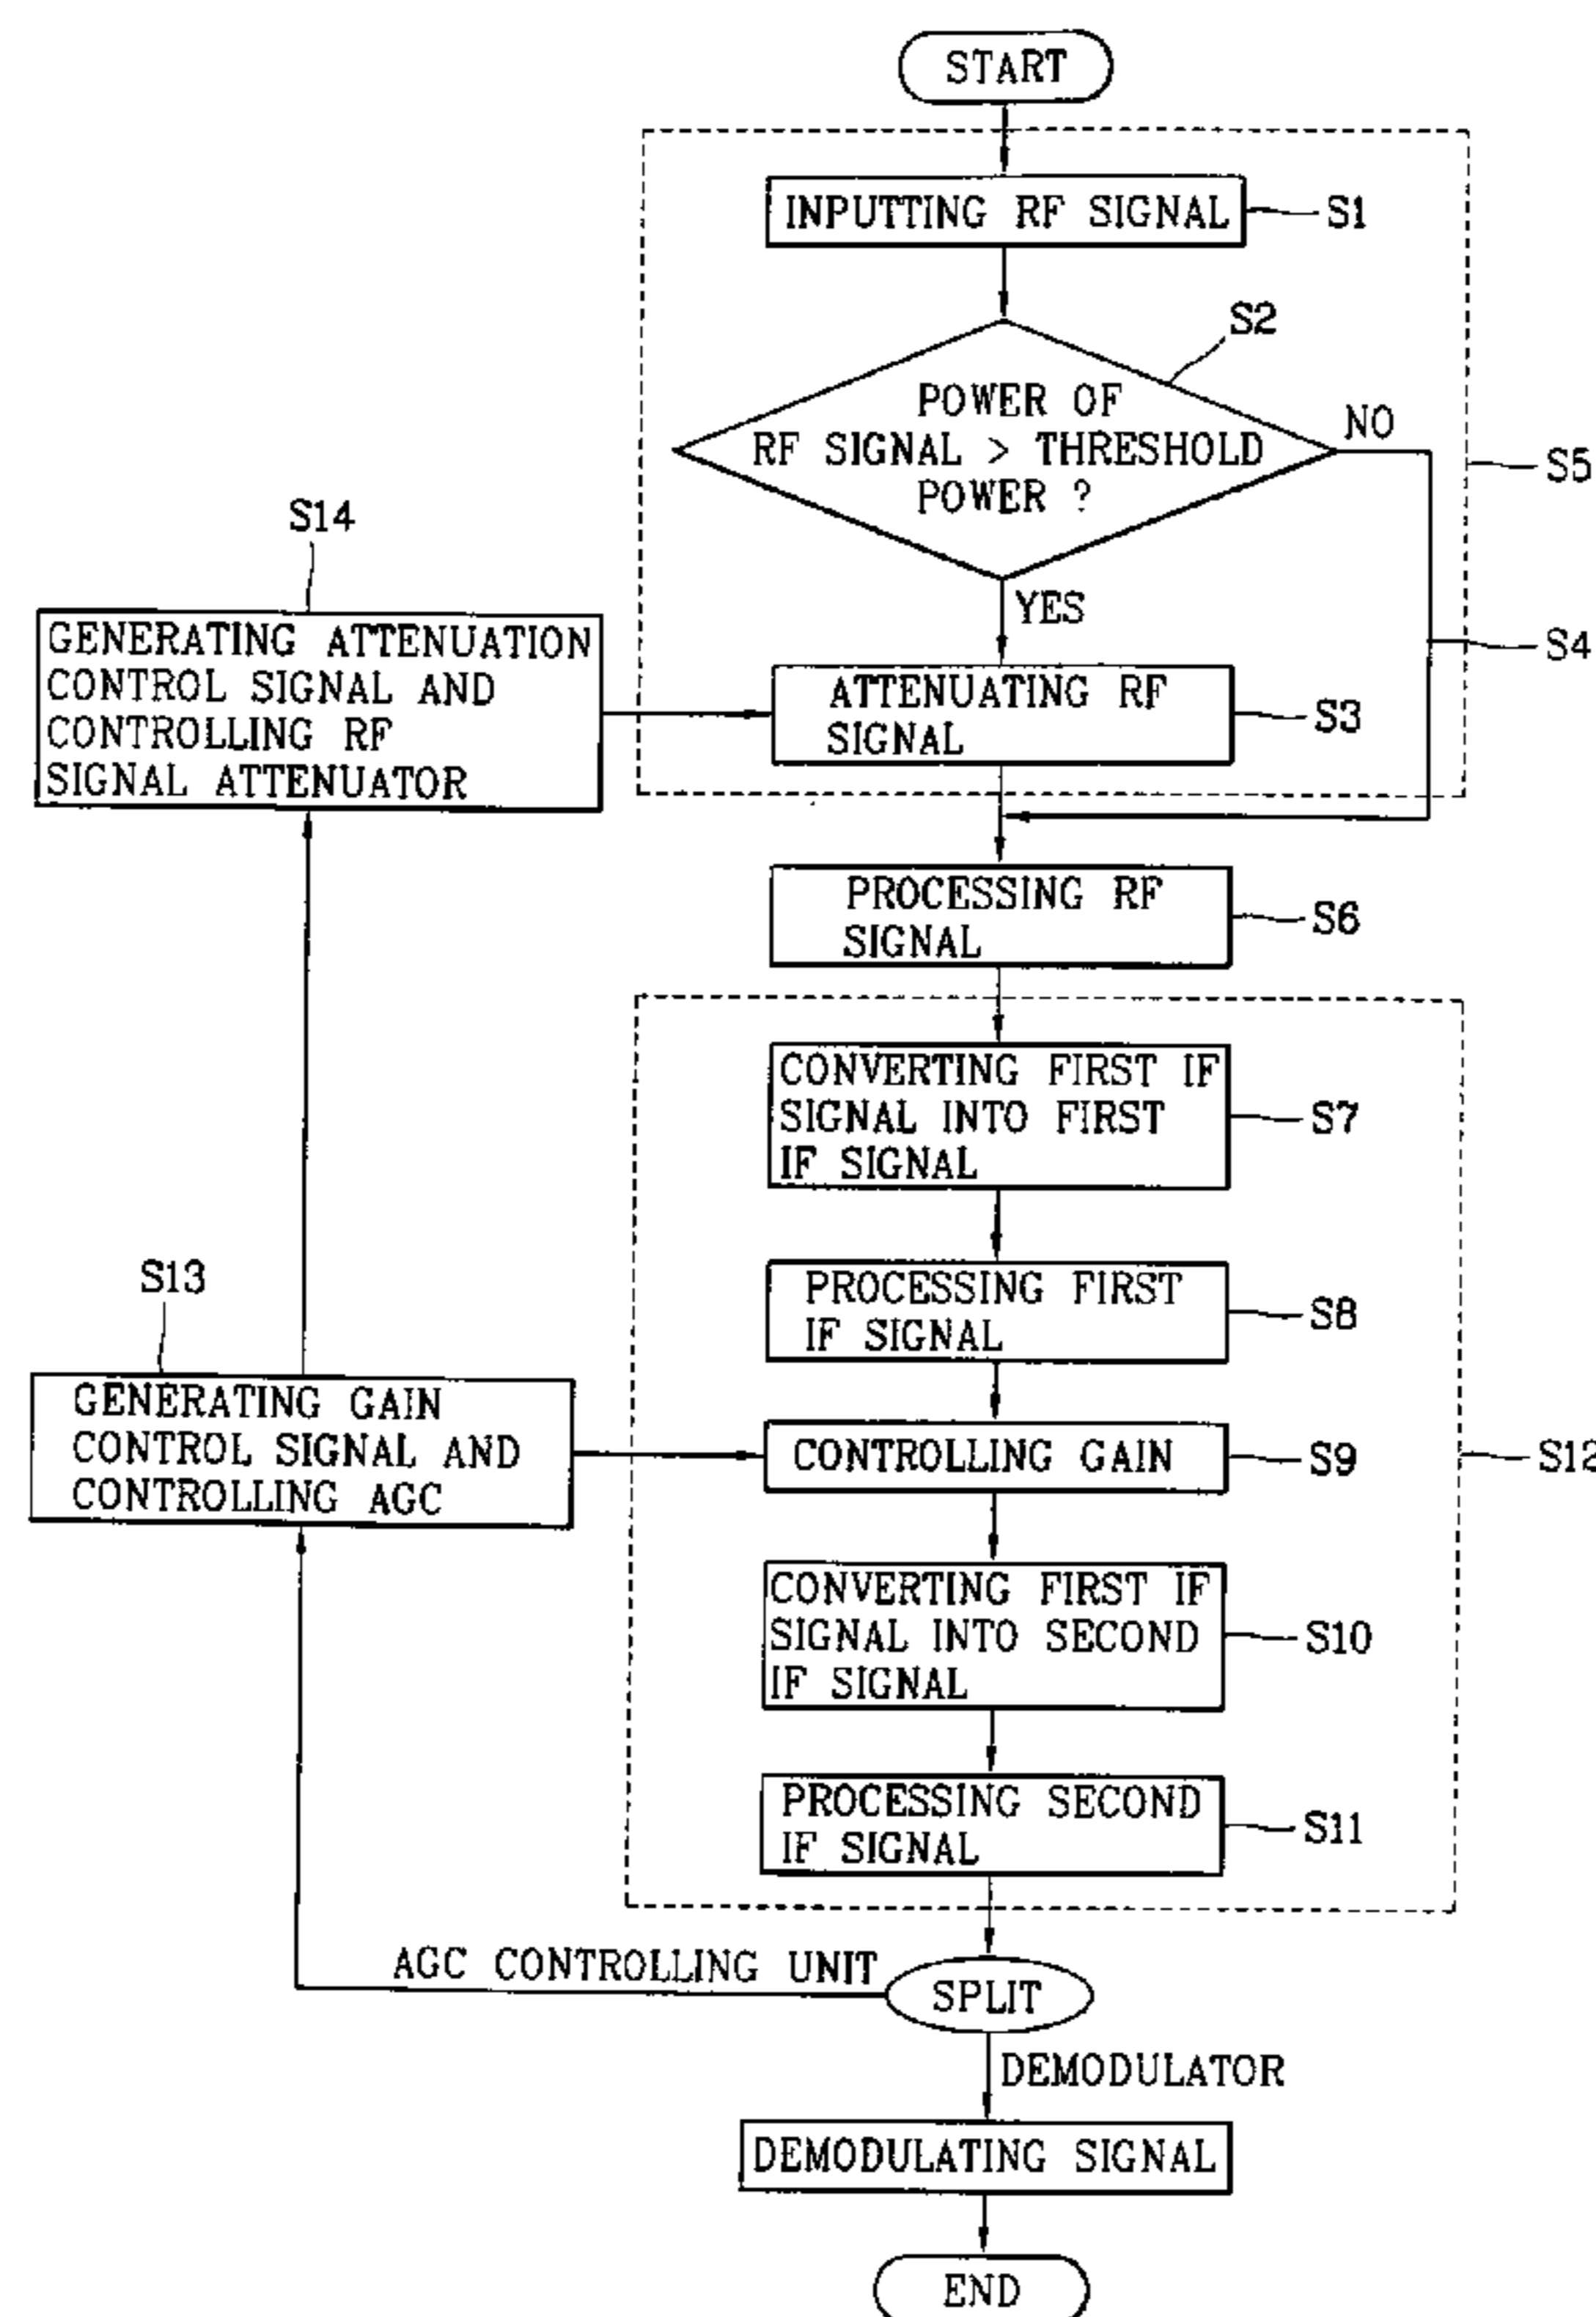 START
INPUTTING RF SIGNAL
S1
S2
POWER OF
RF SIGNAL > THRESHOLD
POWER ?
NO
S5
YES
S4
S14
GENERATING ATTENUATION
CONTROL SIGNAL AND
CONTROLLING RF
SIGNAL ATTENUATOR
ATTENUATING RF
SIGNAL
S3
PROCESSING RF
SIGNAL
S6
CONVERTING FIRST IF
SIGNAL INTO FIRST
IF SIGNAL
S7
PROCESSING FIRST
IF SIGNAL
S8
S13
GENERATING GAIN
CONTROL SIGNAL AND
CONTROLLING AGC
CONTROLLING GAIN
S9
S12
CONVERTING FIRST IF
SIGNAL INTO SECOND
IF SIGNAL
S10
PROCESSING SECOND
IF SIGNAL
S11
AGC CONTROLLING UNIT
SPLIT
DEMODULATOR
DEMODULATING SIGNAL
END